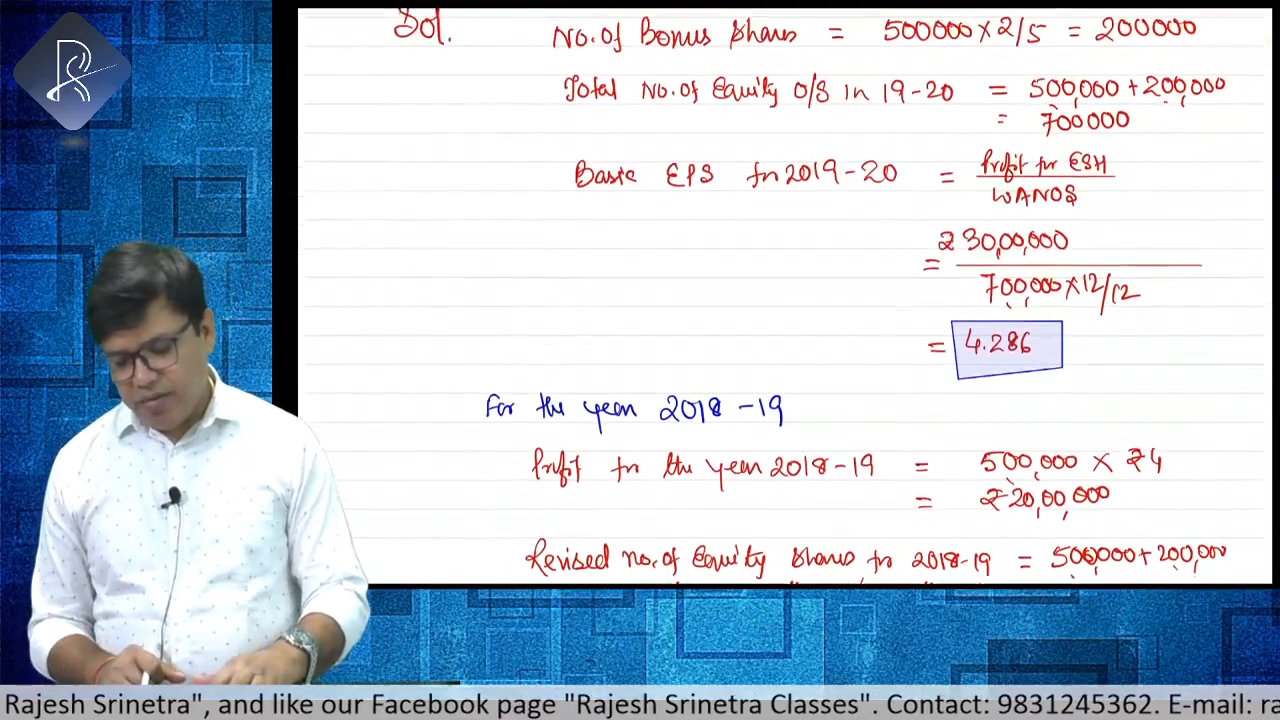 Sol.
No. of Bonus Shares = 500000 × 2/5 = 200000
Total No. of Equity O/S in 19-20 = 500,000 + 200,000
= 700000
Basic EPS for 2019-20 = Profit for ESH
WANOS
= ₹ 30,00,000
700,000 × 12/12
= 4.286
For the year 2018-19
Profit for the year 2018-19 = 500,000 × ₹4
= ₹20,00,000
Revised no. of Equity Shares for 2018-19 = 500,000 + 200,000
Rajesh Srinetra", and like our Facebook page "Rajesh Srinetra Classes". Contact: 9831245362. E-mail: ra